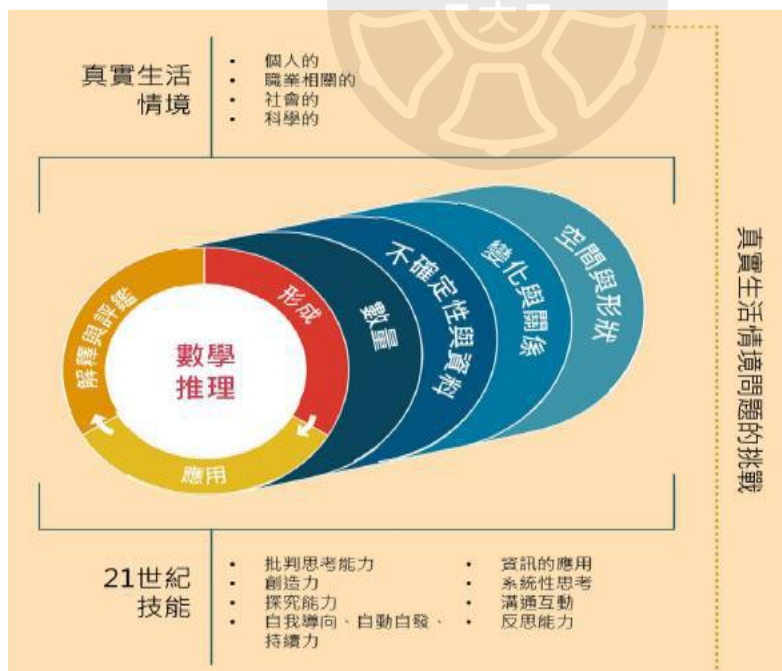 大
真實生活
情境
• 個人的
• 職業相關的
• 社會的
• 科學的
數學
推理
形成
應用
解釋與評鑑
數量
不確定性與資料
變化與關係
空間與形狀
真實生活情境問題的挑戰
21世紀
技能
• 批判思考能力
• 創造力
• 探究能力
• 自我導向、自動自發、
持續力
• 資訊的應用
• 系統性思考
• 溝通互動
• 反思能力